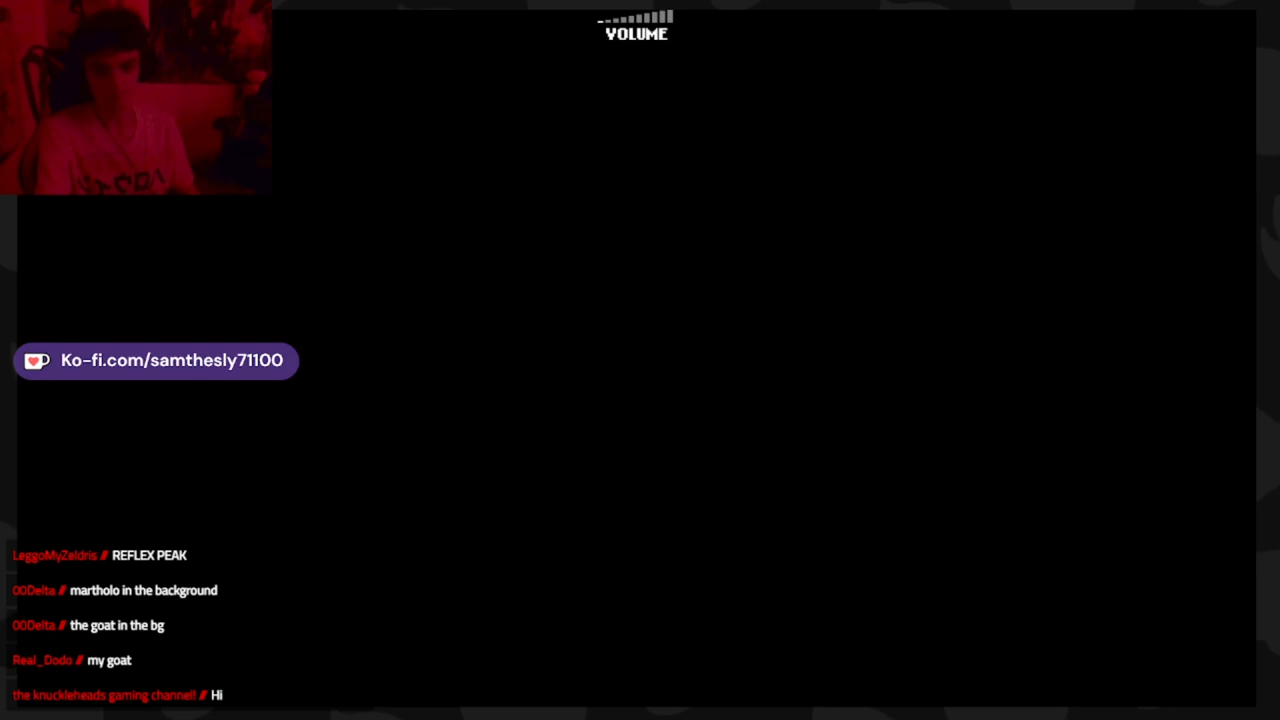 VOLUME
Ko-fi.com/samthesly71100
LeggoMyZeldris // REFLEX PEAK
00Delta // martholo in the background
00Delta // the goat in the bg
Real_Dodo // my goat
the knuckleheads gaming channel! // Hi